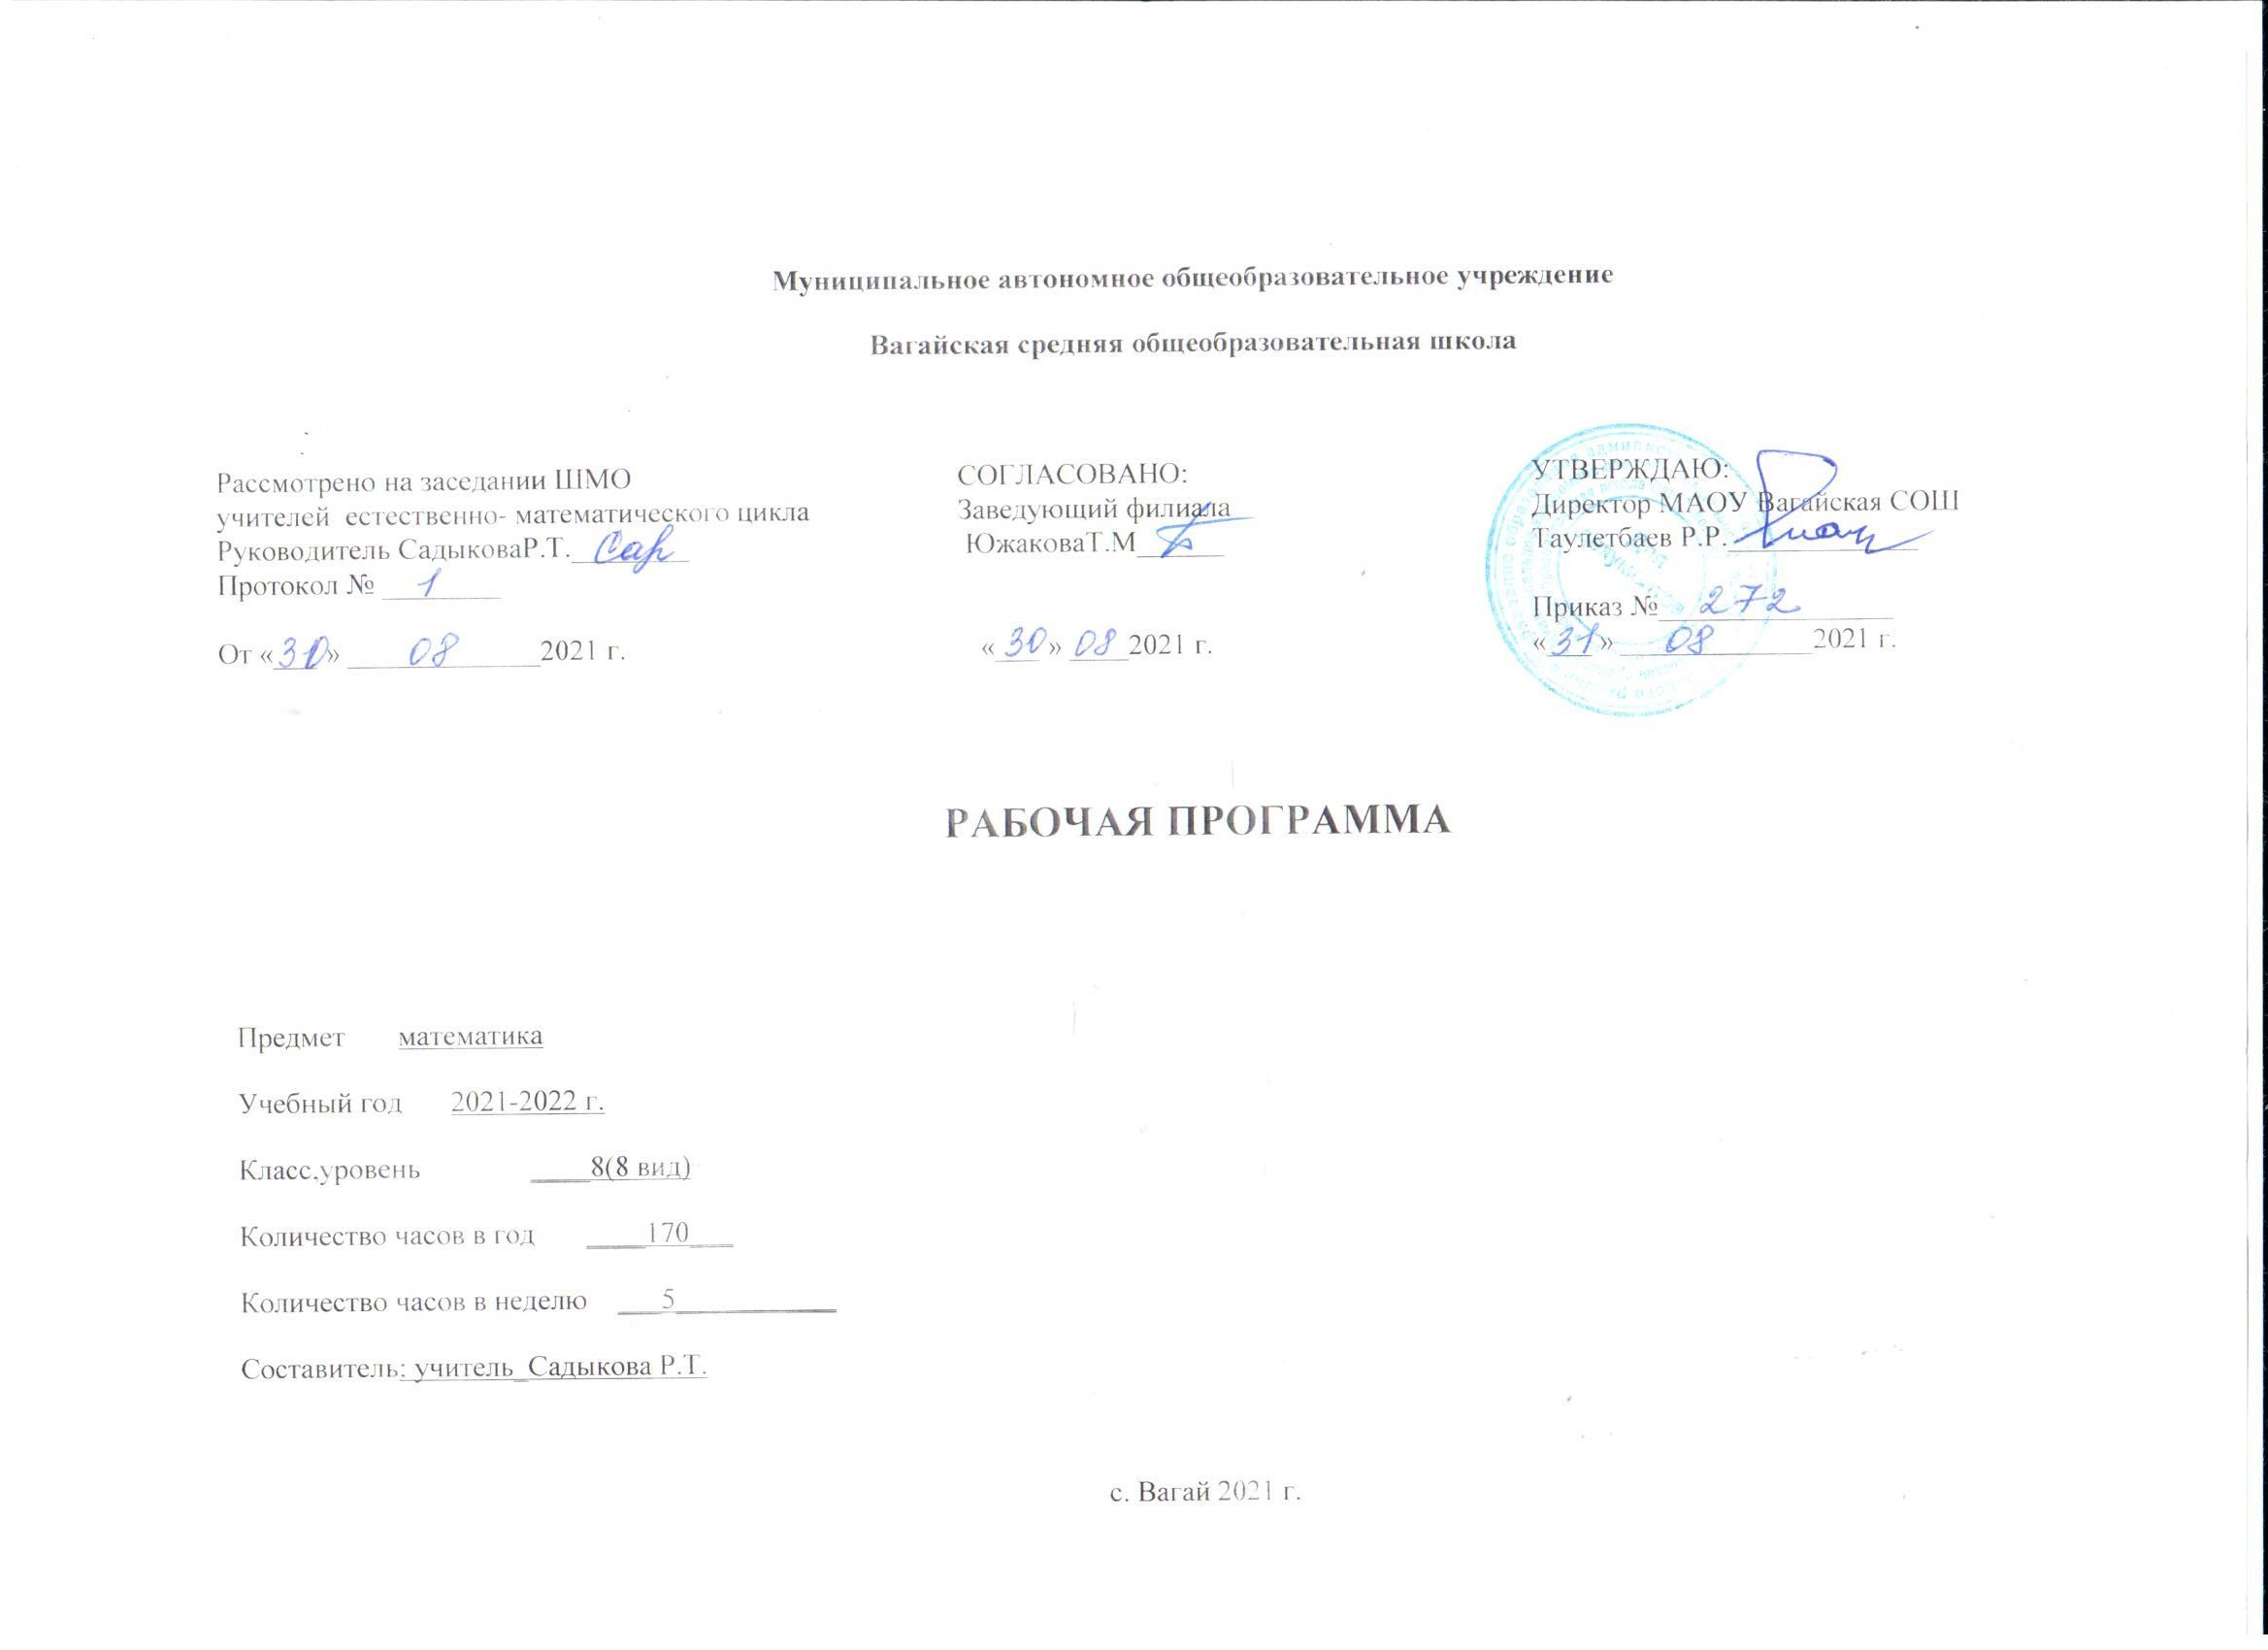 Муниципальное автономное общеобразовательное учреждение
Вагайская средняя общеобразовательная школа
Рассмотрено на заседании ШМО
учителей естественно- математического цикла
Руководитель СадыковаР.Т.
Протокол № 1
От «30» 08 2021 г.
СОГЛАСОВАНО:
Заведующий филиала
ЮжаковаТ.М
«30» 08 2021 г.
УТВЕРЖДАЮ:
Директор МАОУ Вагайская СОШ
Таулетбаев Р.Р.
Приказ № 272
«31» 08 2021 г.
РАБОЧАЯ ПРОГРАММА
Предмет математика
Учебный год 2021-2022 г.
Класс.уровень 8(8 вид)
Количество часов в год 170
Количество часов в неделю 5
Составитель: учитель_Садыкова Р.Т.
с. Вагай 2021 г.